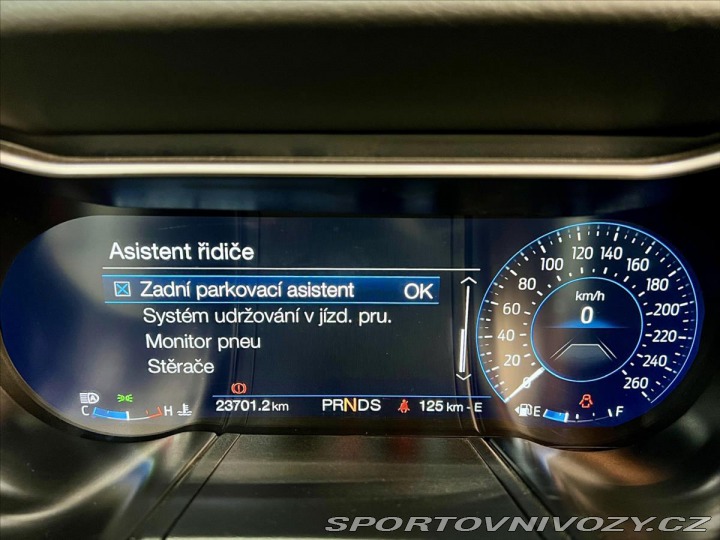 Asistent řidiče
Zadní parkovací asistent OK
Systém udržování v jízd. pru.
Monitor pneu
Stěrače
C H
23701.2 km PRNDS 125 km - E
0 20 40 60 80 100 120 140 160 180 200 220 240 260
km/h
0
E F
SPORTOVNIVOZY.CZ